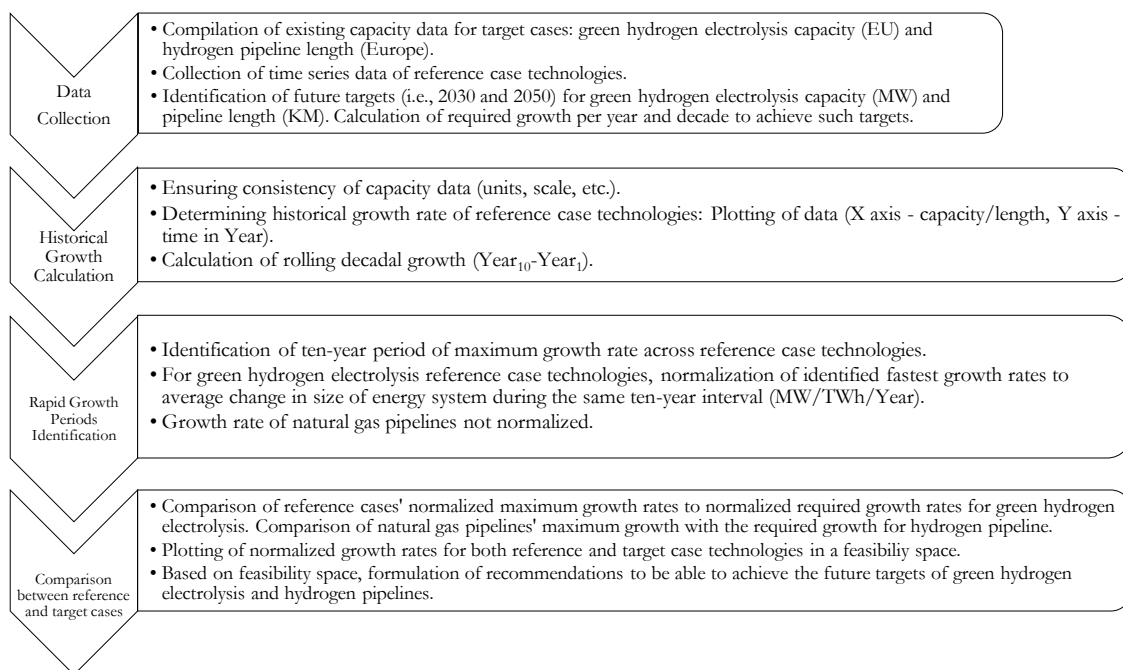 Data
Collection
• Compilation of existing capacity data for target cases: green hydrogen electrolysis capacity (EU) and
hydrogen pipeline length (Europe).
• Collection of time series data of reference case technologies.
• Identification of future targets (i.e., 2030 and 2050) for green hydrogen electrolysis capacity (MW) and
pipeline length (KM). Calculation of required growth per year and decade to achieve such targets.
Historical
Growth
Calculation
• Ensuring consistency of capacity data (units, scale, etc.).
• Determining historical growth rate of reference case technologies: Plotting of data (X axis - capacity/length, Y axis -
time in Year).
• Calculation of rolling decadal growth (Year₁₀-Year₁).
Rapid Growth
Periods
Identification
• Identification of ten-year period of maximum growth rate across reference case technologies.
• For green hydrogen electrolysis reference case technologies, normalization of identified fastest growth rates to
average change in size of energy system during the same ten-year interval (MW/TWh/Year).
• Growth rate of natural gas pipelines not normalized.
Comparison
between reference
and target cases
• Comparison of reference cases' normalized maximum growth rates to normalized required growth rates for green hydrogen
electrolysis. Comparison of natural gas pipelines' maximum growth with the required growth for hydrogen pipeline.
• Plotting of normalized growth rates for both reference and target case technologies in a feasibiliy space.
• Based on feasibility space, formulation of recommendations to be able to achieve the future targets of green hydrogen
electrolysis and hydrogen pipelines.